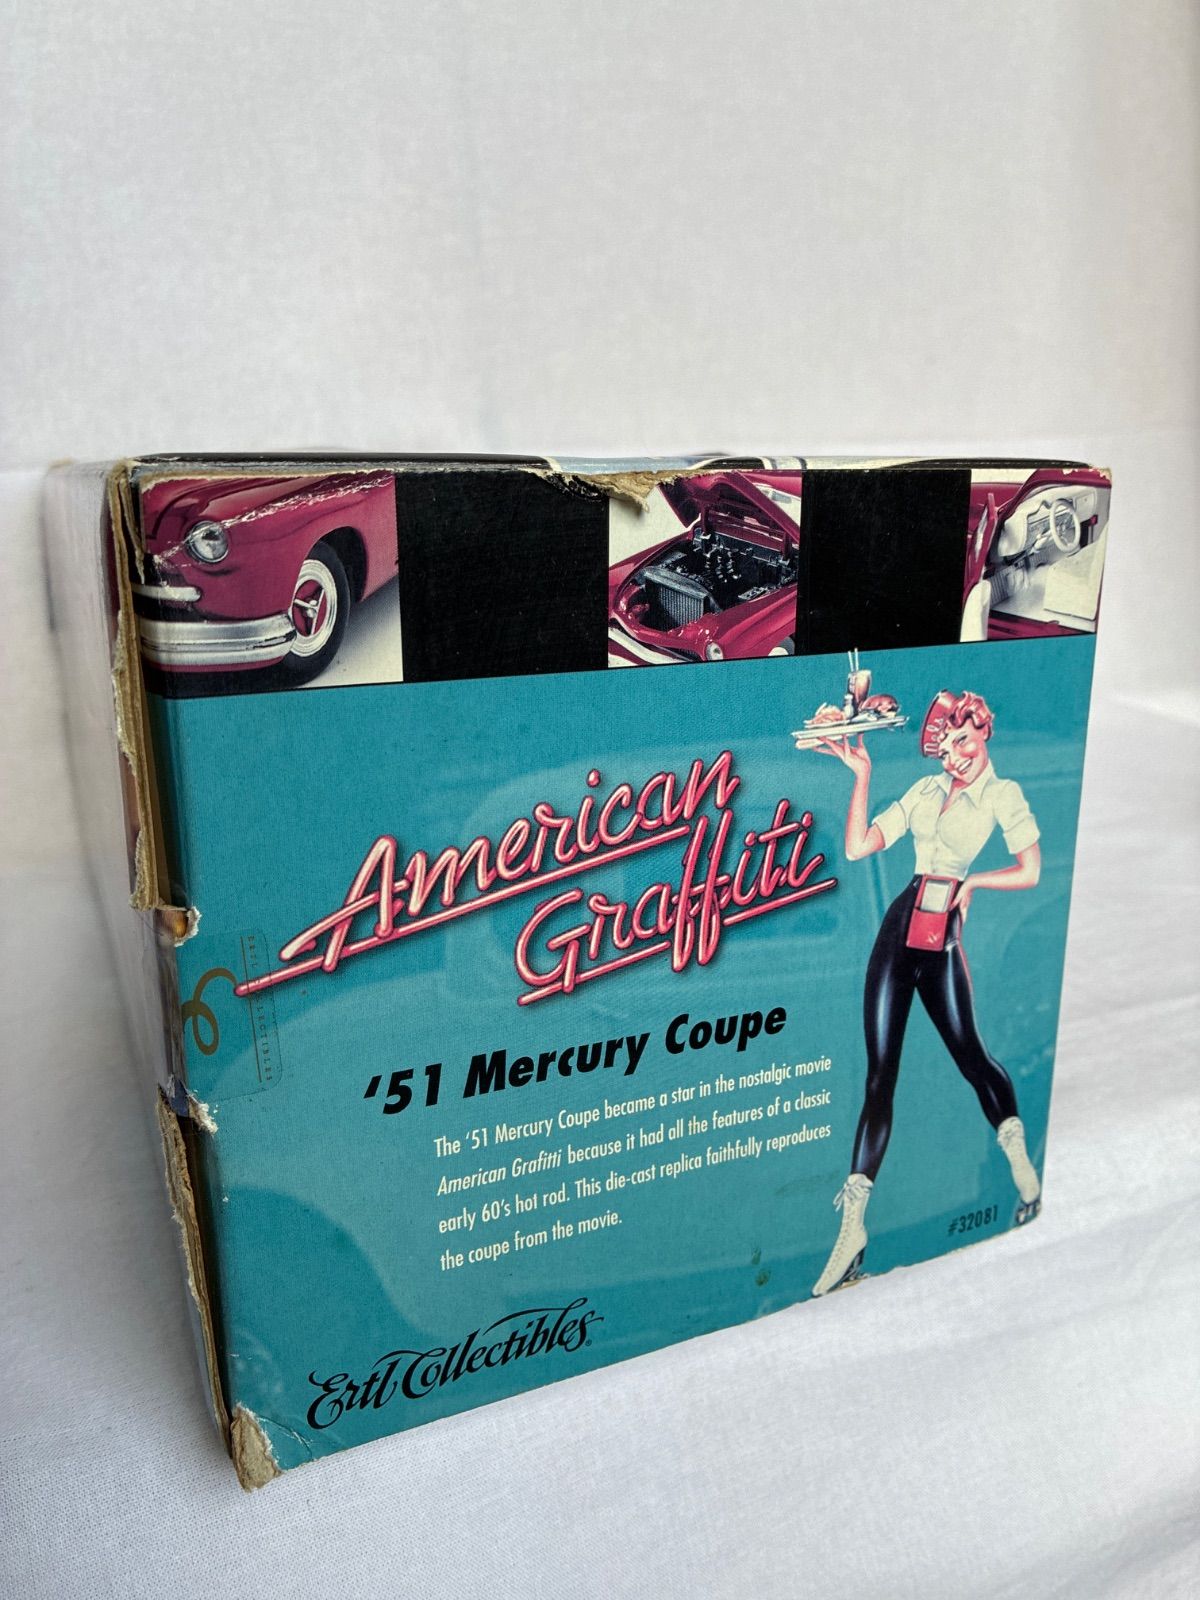 Mel's
American
Graffiti
'51 Mercury Coupe
The '51 Mercury Coupe became a star in the nostalgic movie
American Grafitti because it had all the features of a classic
early 60's hot rod. This die-cast replica faithfully reproduces
the coupe from the movie.
#32081
Ertl Collectibles®